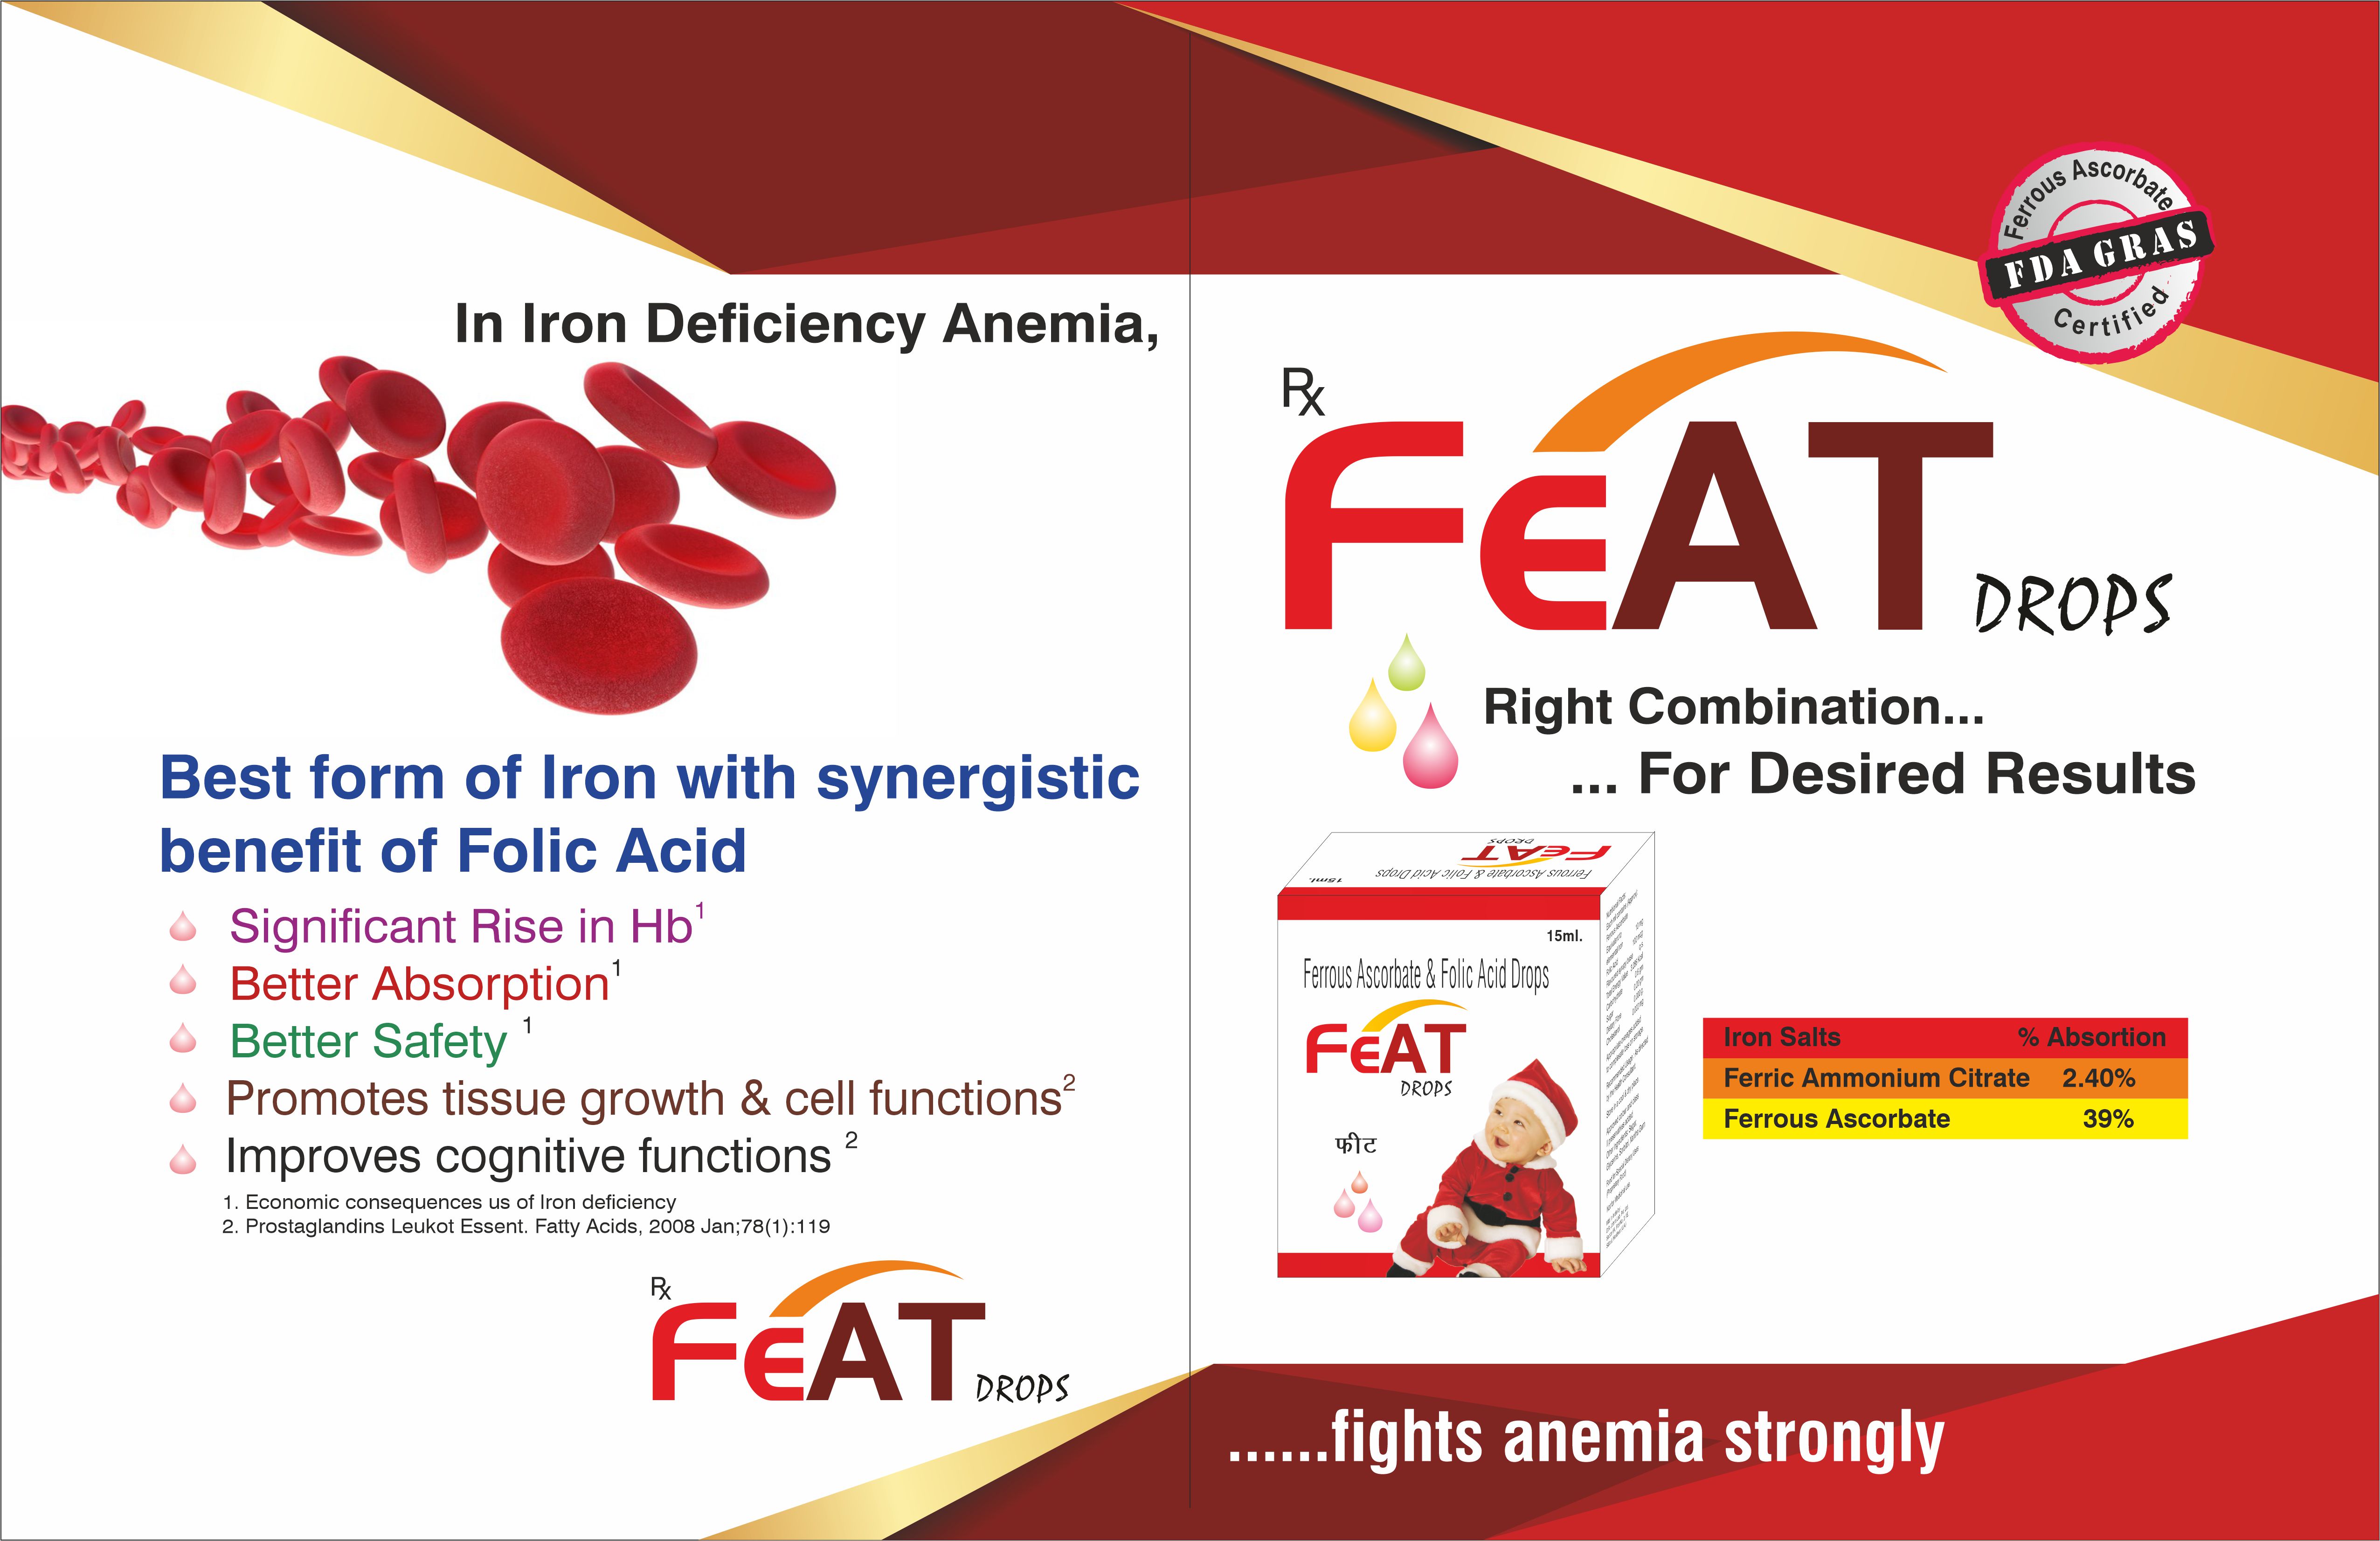 In Iron Deficiency Anemia,
Best form of Iron with synergistic
benefit of Folic Acid
Significant Rise in Hb1
Better Absorption1
Better Safety 1
Promotes tissue growth & cell functions2
Improves cognitive functions 2
1. Economic consequences us of Iron deficiency
2. Prostaglandins Leukot Essent. Fatty Acids, 2008 Jan;78(1):119
Rx
FeAT
DROPS
Ferrous Ascorbate
FDA GRAS
Certified
Rx
FeAT
DROPS
Right Combination...
... For Desired Results
FeAT
DROPS
Ferrous Ascorbate & Folic Acid Drops
15ml.
15ml.
Ferrous Ascorbate & Folic Acid Drops
FeAT
DROPS
फीट
Iron Salts % Absortion
Ferric Ammonium Citrate 2.40%
Ferrous Ascorbate 39%
......fights anemia strongly